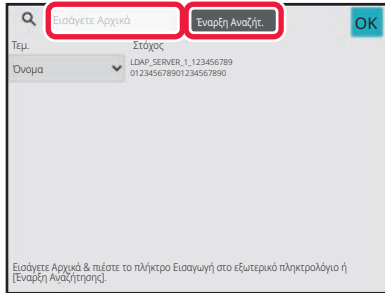 Εισάγετε Αρχικά
Έναρξη Αναζήτ.
OK
Τεμ.
Στόχος
Όνομα
LDAP_SERVER_1_123456789
012345678901234567890
Εισάγετε Αρχικά & πιέστε το πλήκτρο Εισαγωγή στο εξωτερικό πληκτρολόγιο ή
[Έναρξη Αναζήτησης].